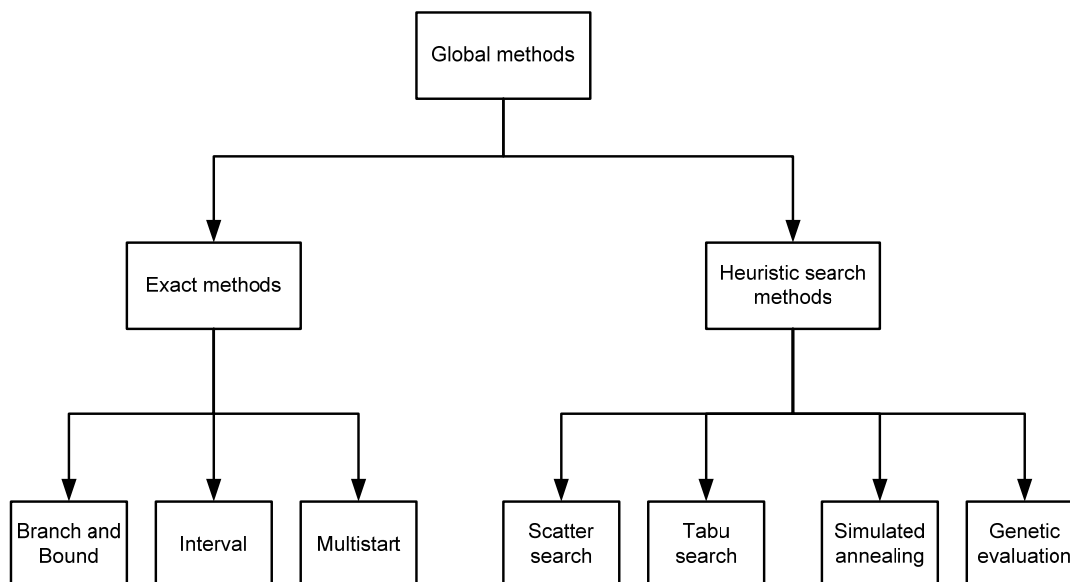 Global methods
Exact methods
Heuristic search
methods
Branch and
Bound
Interval
Multistart
Scatter
search
Tabu
search
Simulated
annealing
Genetic
evaluation